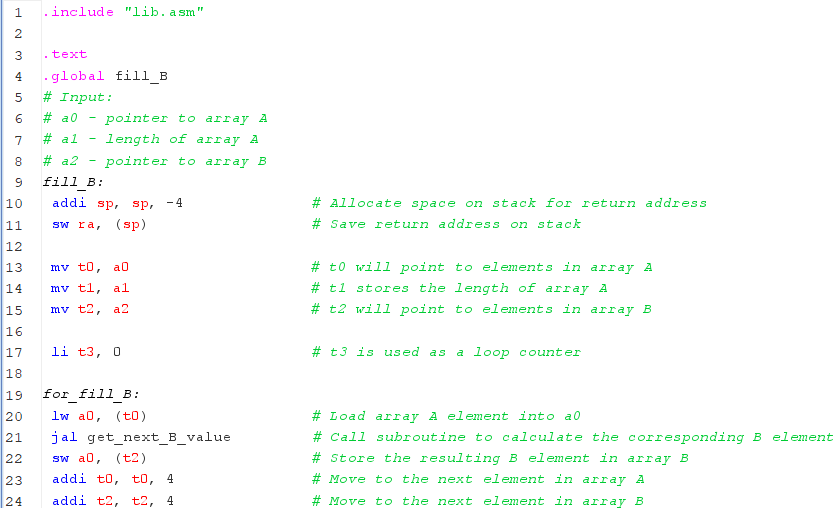 1 .include "lib.asm"
2
3 .text
4 .global fill_B
5 # Input:
6 # a0 - pointer to array A
7 # a1 - length of array A
8 # a2 - pointer to array B
9 fill_B:
10 addi sp, sp, -4 # Allocate space on stack for return address
11 sw ra, (sp) # Save return address on stack
12
13 mv t0, a0 # t0 will point to elements in array A
14 mv t1, a1 # t1 stores the length of array A
15 mv t2, a2 # t2 will point to elements in array B
16
17 li t3, 0 # t3 is used as a loop counter
18
19 for_fill_B:
20 lw a0, (t0) # Load array A element into a0
21 jal get_next_B_value # Call subroutine to calculate the corresponding B element
22 sw a0, (t2) # Store the resulting B element in array B
23 addi t0, t0, 4 # Move to the next element in array A
24 addi t2, t2, 4 # Move to the next element in array B